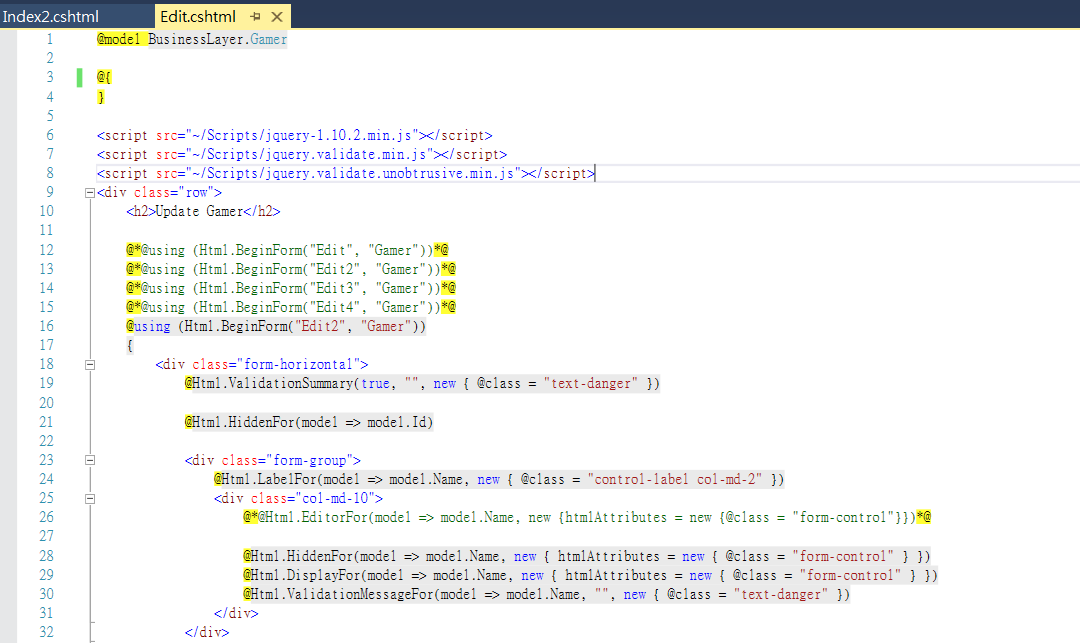 Index2.cshtml
Edit.cshtml
1 @model BusinessLayer.Gamer
2
3 @{
4 }
5
6 <script src="~/Scripts/jquery-1.10.2.min.js"></script>
7 <script src="~/Scripts/jquery.validate.min.js"></script>
8 <script src="~/Scripts/jquery.validate.unobtrusive.min.js"></script>
9 <div class="row">
10 <h2>Update Gamer</h2>
11
12 @*@using (Html.BeginForm("Edit", "Gamer"))*@
13 @*@using (Html.BeginForm("Edit2", "Gamer"))*@
14 @*@using (Html.BeginForm("Edit3", "Gamer"))*@
15 @*@using (Html.BeginForm("Edit4", "Gamer"))*@
16 @using (Html.BeginForm("Edit2", "Gamer"))
17 {
18 <div class="form-horizontal">
19 @Html.ValidationSummary(true, "", new { @class = "text-danger" })
20
21 @Html.HiddenFor(model => model.Id)
22
23 <div class="form-group">
24 @Html.LabelFor(model => model.Name, new { @class = "control-label col-md-2" })
25 <div class="col-md-10">
26 @*@Html.EditorFor(model => model.Name, new {htmlAttributes = new {@class = "form-control"}})*@
27
28 @Html.HiddenFor(model => model.Name, new { htmlAttributes = new { @class = "form-control" } })
29 @Html.DisplayFor(model => model.Name, new { htmlAttributes = new { @class = "form-control" } })
30 @Html.ValidationMessageFor(model => model.Name, "", new { @class = "text-danger" })
31 </div>
32 </div>